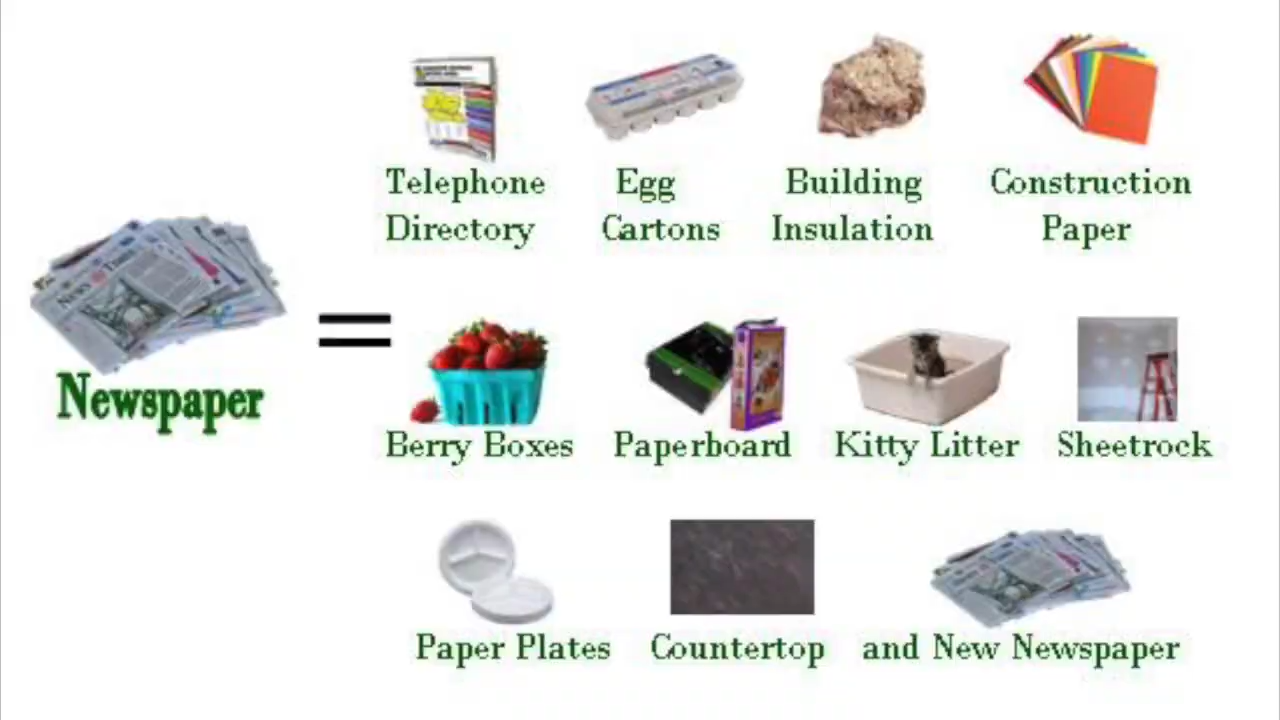 Newspaper
=
Telephone
Directory
Egg
Cartons
Building
Insulation
Construction
Paper
Berry Boxes
Paperboard
Kitty Litter
Sheetrock
Paper Plates
Countertop
and New Newspaper